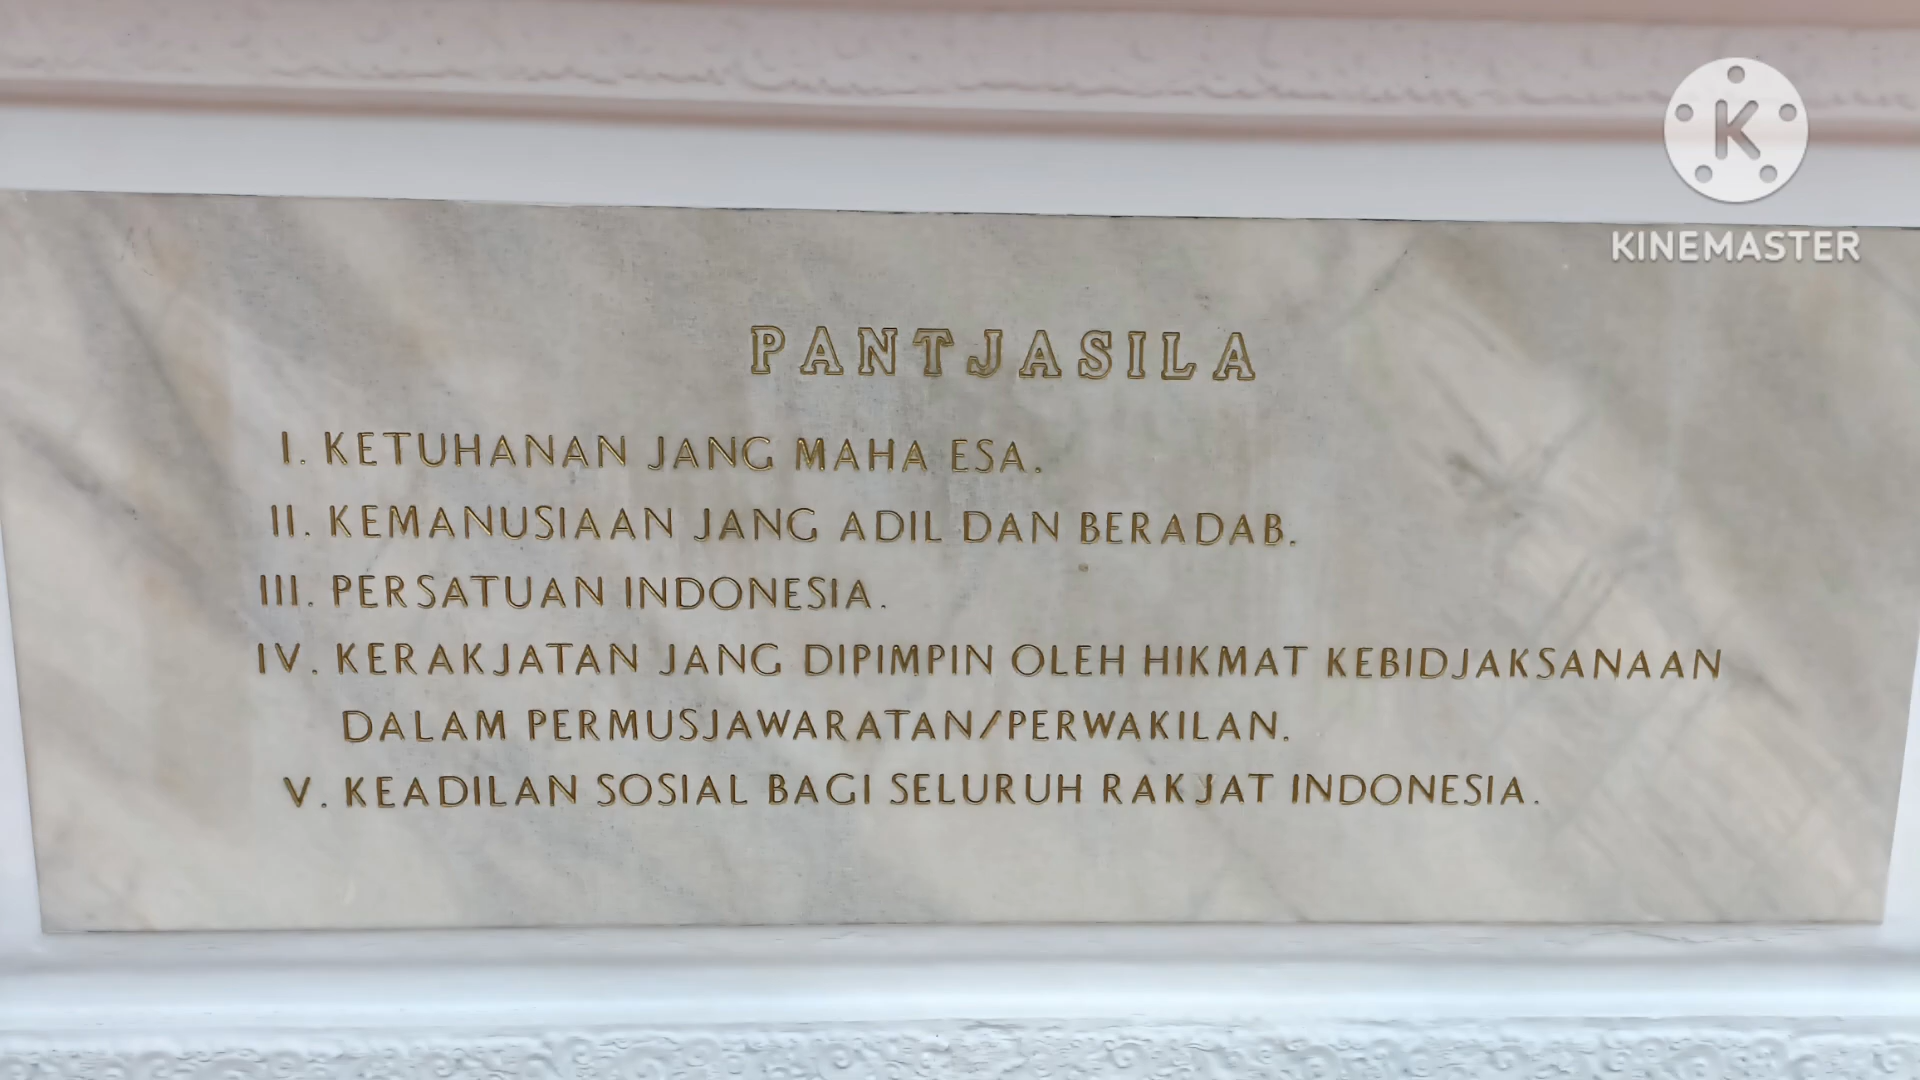 KINEMASTER
PANTJASILA
I. KETUHANAN JANG MAHA ESA.
II. KEMANUSIAAN JANG ADIL DAN BERADAB.
III. PERSATUAN INDONESIA.
IV. KERAKJATAN JANG DIPIMPIN OLEH HIKMAT KEBIDJAKSANAAN
DALAM PERMUSJAWARATAN/PERWAKILAN.
V. KEADILAN SOSIAL BAGI SELURUH RAKJAT INDONESIA.